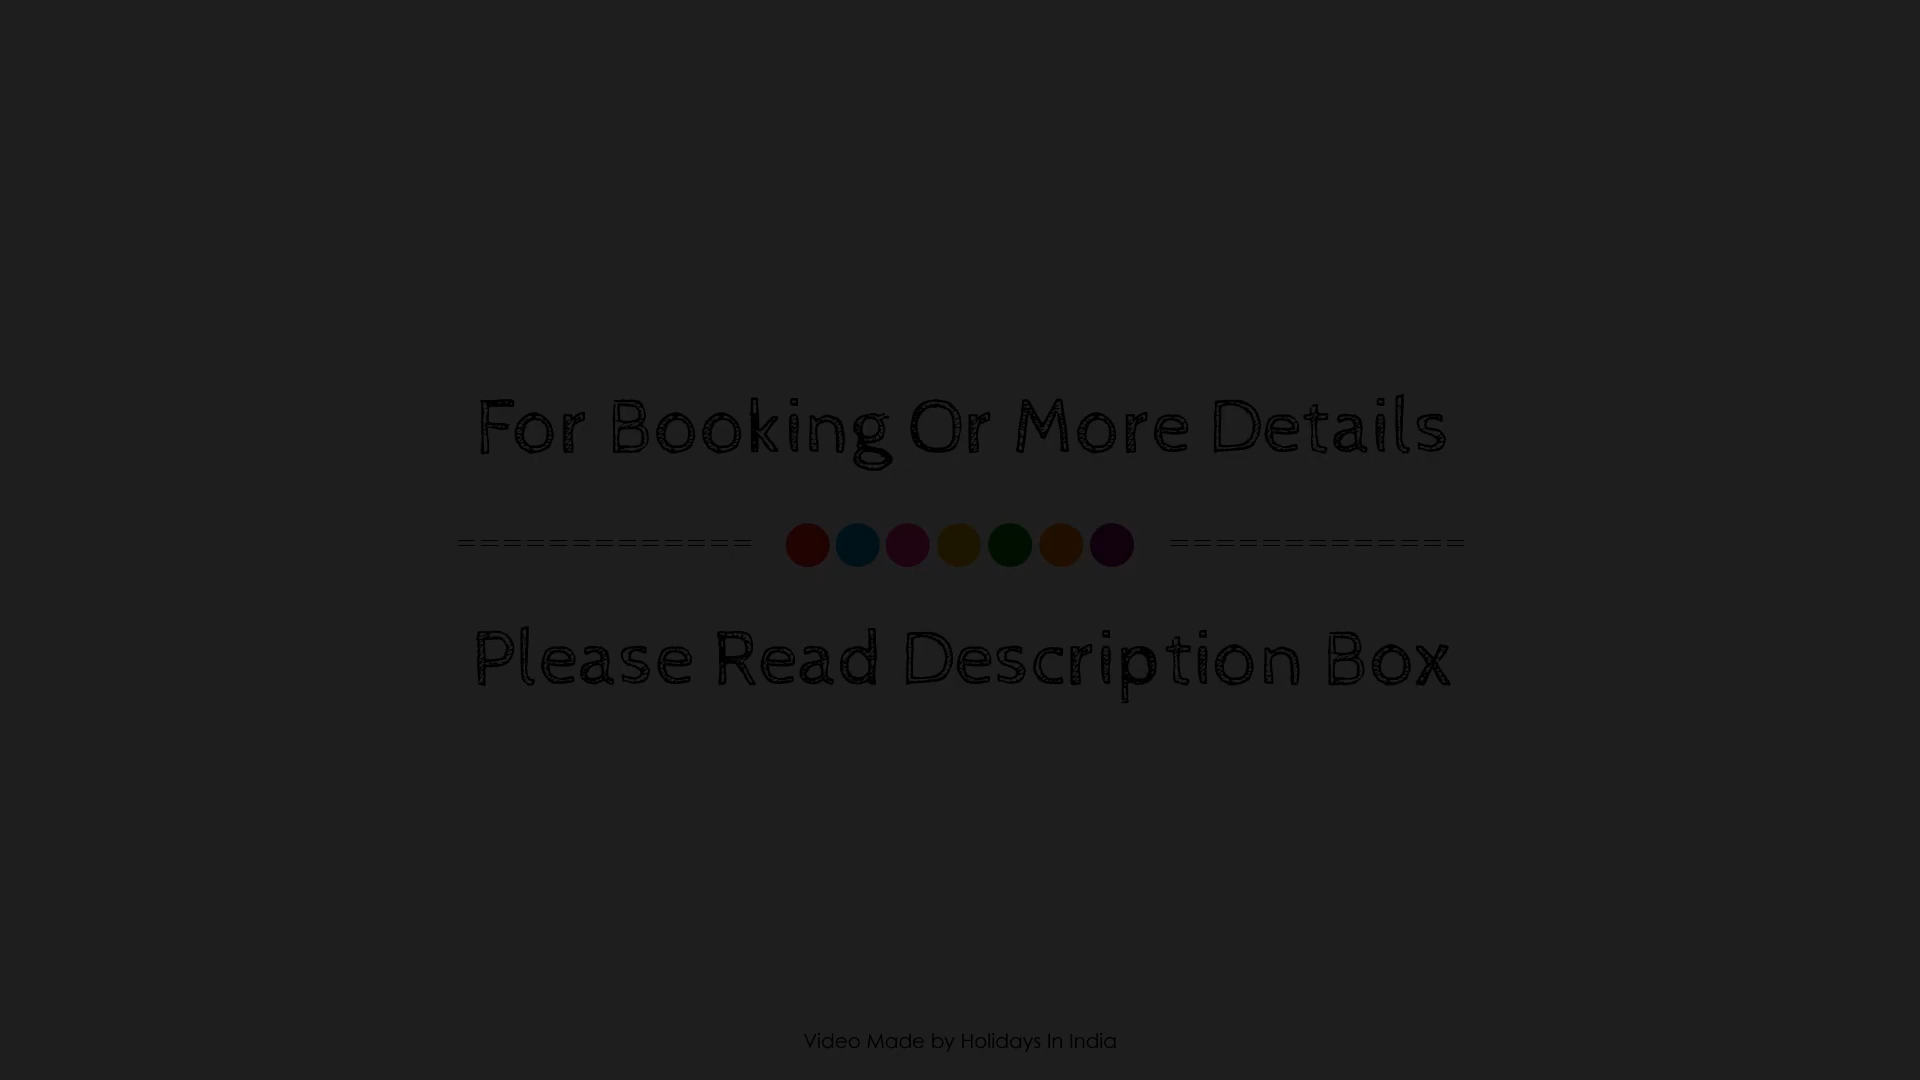 For Booking Or More Details
============= =============
Please Read Description Box
Video Made by Holidays In India